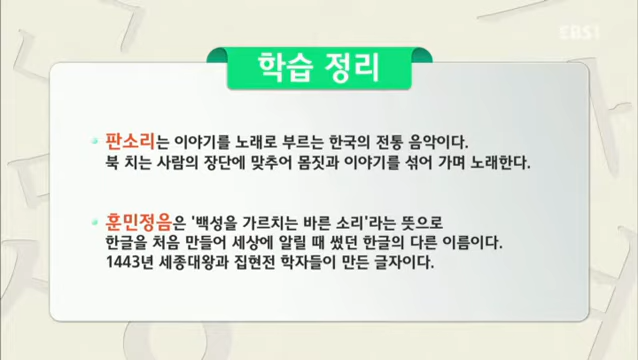 EBS1
학습 정리
판소리는 이야기를 노래로 부르는 한국의 전통 음악이다.
북 치는 사람의 장단에 맞추어 몸짓과 이야기를 섞어 가며 노래한다.
훈민정음은 '백성을 가르치는 바른 소리'라는 뜻으로
한글을 처음 만들어 세상에 알릴 때 썼던 한글의 다른 이름이다.
1443년 세종대왕과 집현전 학자들이 만든 글자이다.